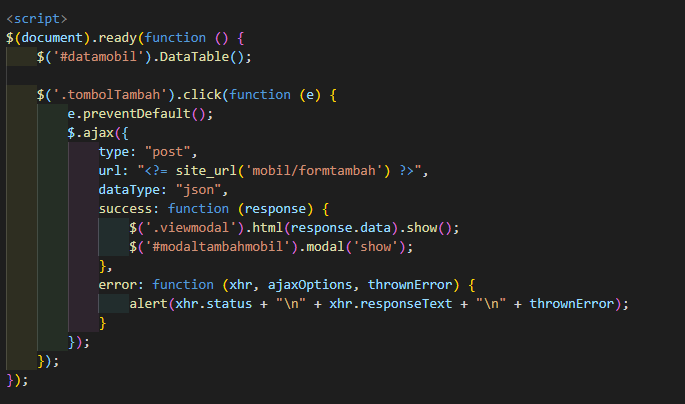 <script>
$(document).ready(function () {
    $('#datamobil').DataTable();

    $('.tombolTambah').click(function (e) {
        e.preventDefault();
        $.ajax({
            type: "post",
            url: "<?= site_url('mobil/formtambah') ?>",
            dataType: "json",
            success: function (response) {
                $('.viewmodal').html(response.data).show();
                $('#modaltambahmobil').modal('show');
            },
            error: function (xhr, ajaxOptions, thrownError) {
                alert(xhr.status + "\n" + xhr.responseText + "\n" + thrownError);
            }
        });
    });
});